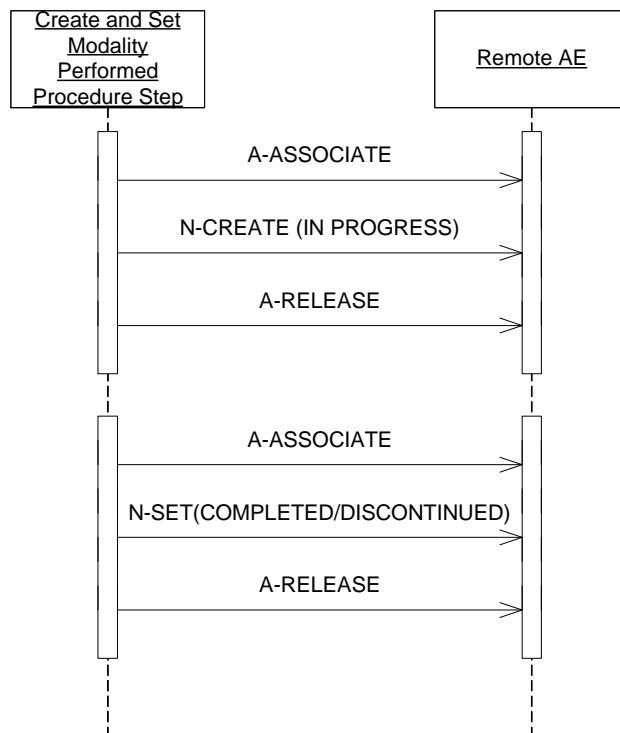 Create and Set
Modality
Performed
Procedure Step
Remote AE
A-ASSOCIATE
N-CREATE (IN PROGRESS)
A-RELEASE
A-ASSOCIATE
N-SET(COMPLETED/DISCONTINUED)
A-RELEASE